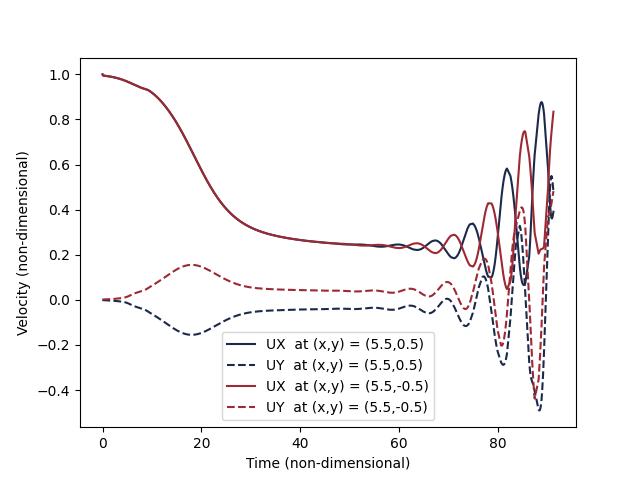 1.0
0.8
0.6
0.4
0.2
0.0
−0.2
−0.4
Velocity (non-dimensional)
UX at (x,y) = (5.5,0.5)
UY at (x,y) = (5.5,0.5)
UX at (x,y) = (5.5,-0.5)
UY at (x,y) = (5.5,-0.5)
0 20 40 60 80
Time (non-dimensional)